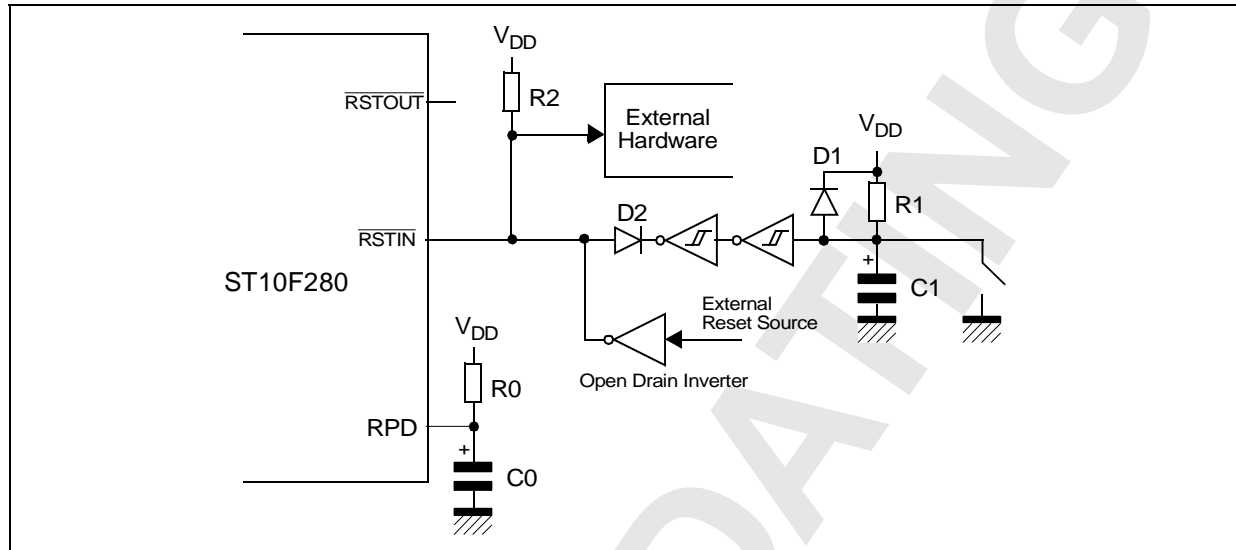 VDD
R2
RSTOUT
External
Hardware
VDD
D1
R1
D2
RSTIN
+
C1
ST10F280
External
Reset Source
VDD
Open Drain Inverter
R0
RPD
+
C0
DATING